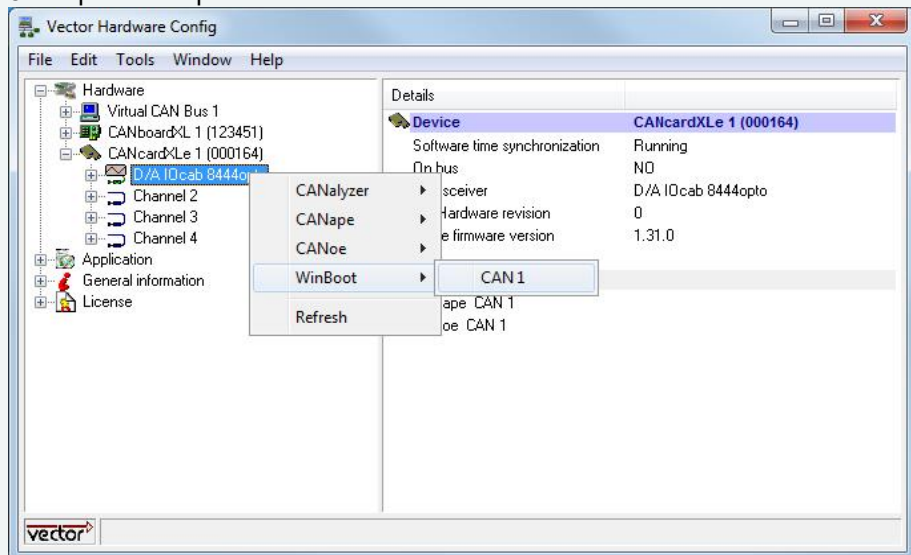 Vector Hardware Config
File Edit Tools Window Help
Hardware
Virtual CAN Bus 1
CANboardXL 1 (123451)
CANcardXLe 1 (000164)
D/A IOcab 8444o
Channel 2
Channel 3
Channel 4
Application
General information
License
CANalyzer
CANape
CANoe
WinBoot
Refresh
CAN 1
Details
Device CANcardXLe 1 (000164)
Software time synchronization Running
On bus NO
sceiver D/A IOcab 8444opto
Hardware revision 0
e firmware version 1.31.0
ape CAN 1
oe CAN 1
vector